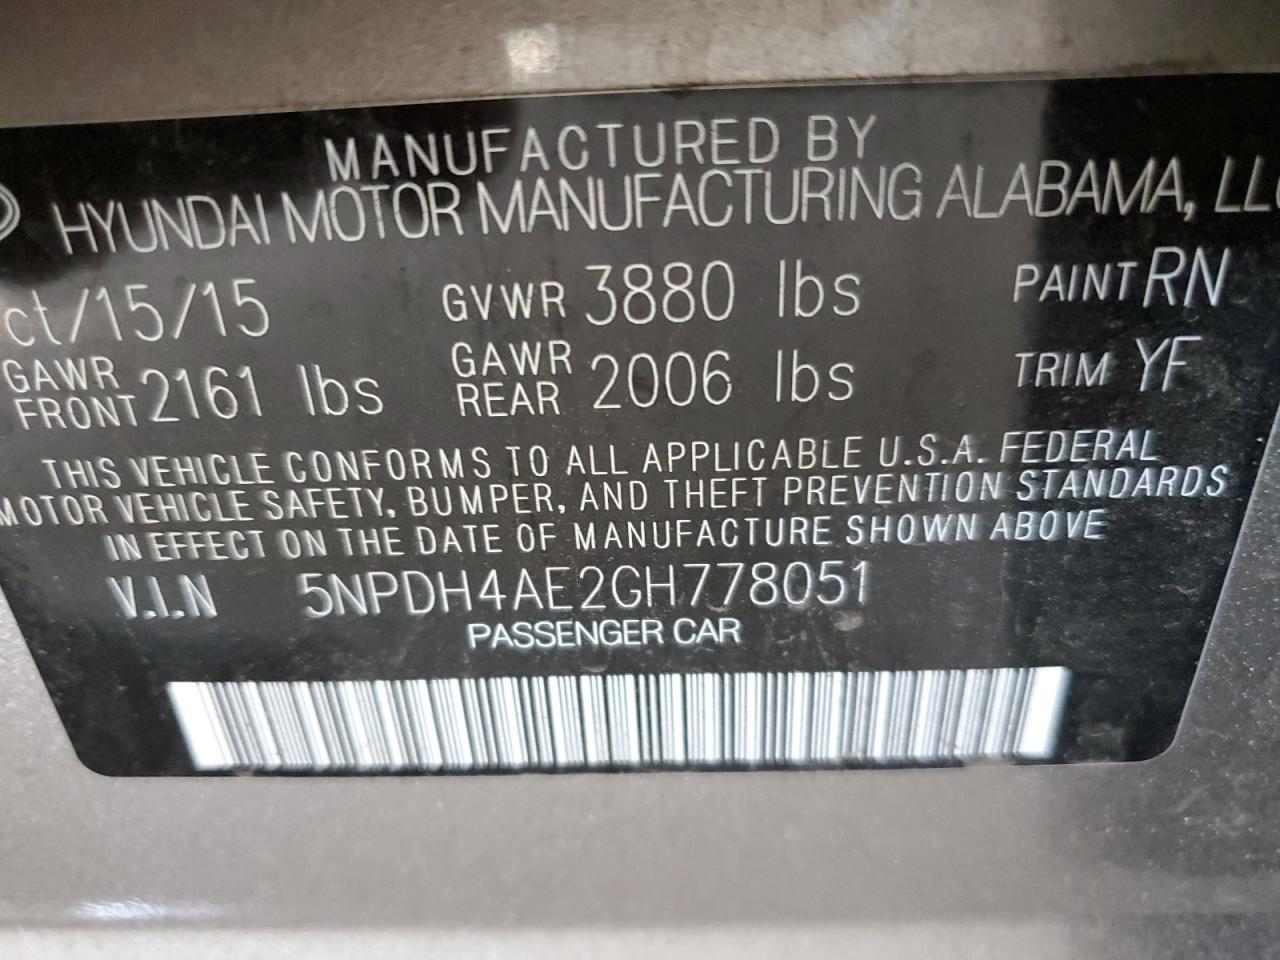 MANUFACTURED BY
HYUNDAI MOTOR MANUFACTURING ALABAMA, LLC
ct/15/15 GVWR 3880 lbs PAINT RN
GAWR FRONT 2161 lbs GAWR REAR 2006 lbs TRIM YF
THIS VEHICLE CONFORMS TO ALL APPLICABLE U.S.A. FEDERAL
MOTOR VEHICLE SAFETY, BUMPER, AND THEFT PREVENTION STANDARDS
IN EFFECT ON THE DATE OF MANUFACTURE SHOWN ABOVE
V.I.N 5NPDH4AE2GH778051
PASSENGER CAR